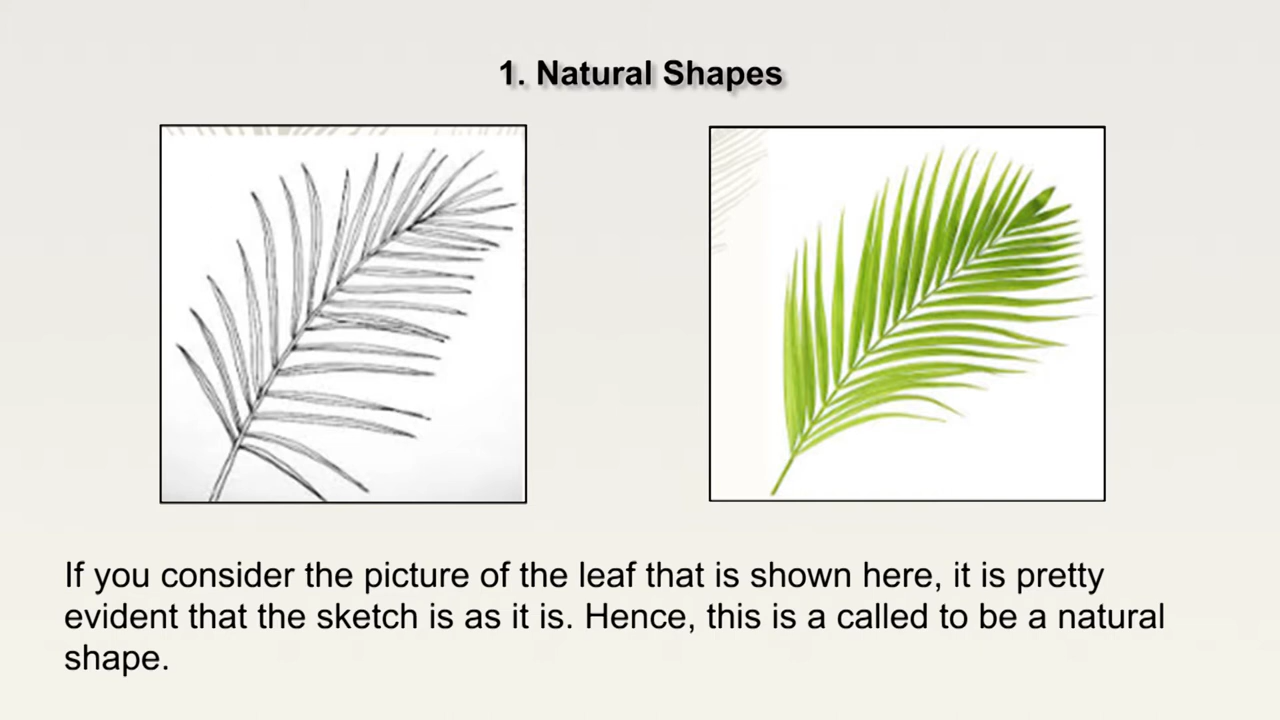 1. Natural Shapes
If you consider the picture of the leaf that is shown here, it is pretty
evident that the sketch is as it is. Hence, this is a called to be a natural
shape.